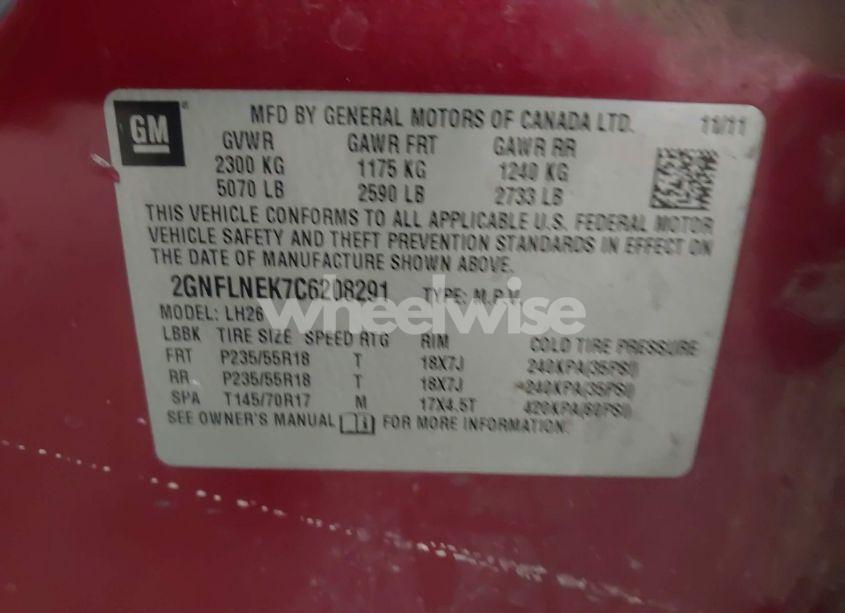 GM
MFD BY GENERAL MOTORS OF CANADA LTD. 11/11
GVWR GAWR FRT GAWR RR
2300 KG 1175 KG 1240 KG
5070 LB 2590 LB 2733 LB
THIS VEHICLE CONFORMS TO ALL APPLICABLE U.S. FEDERAL MOTOR
VEHICLE SAFETY AND THEFT PREVENTION STANDARDS IN EFFECT ON
THE DATE OF MANUFACTURE SHOWN ABOVE.
2GNFLNEK7C6208291 TYPE: M.P.V.
wheelwise
MODEL: LH26
LBBK TIRE SIZE SPEED RTG RIM COLD TIRE PRESSURE
FRT P235/55R18 T 18X7J 240KPA(35PSI)
RR P235/55R18 T 18X7J 240KPA(35PSI)
SPA T145/70R17 M 17X4.5T 420KPA(60PSI)
SEE OWNER'S MANUAL i FOR MORE INFORMATION.